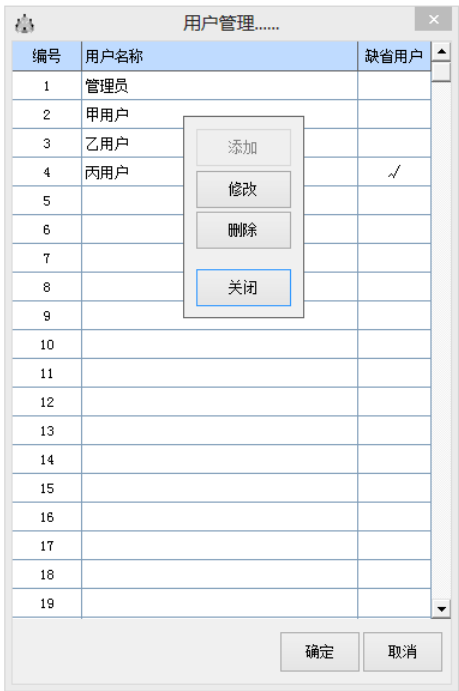 用户管理......
编号 用户名称 缺省用户
1 管理员
2 甲用户
3 乙用户
4 丙用户 √
5
6
7
8
9
10
11
12
13
14
15
16
17
18
19
添加
修改
删除
关闭
确定 取消